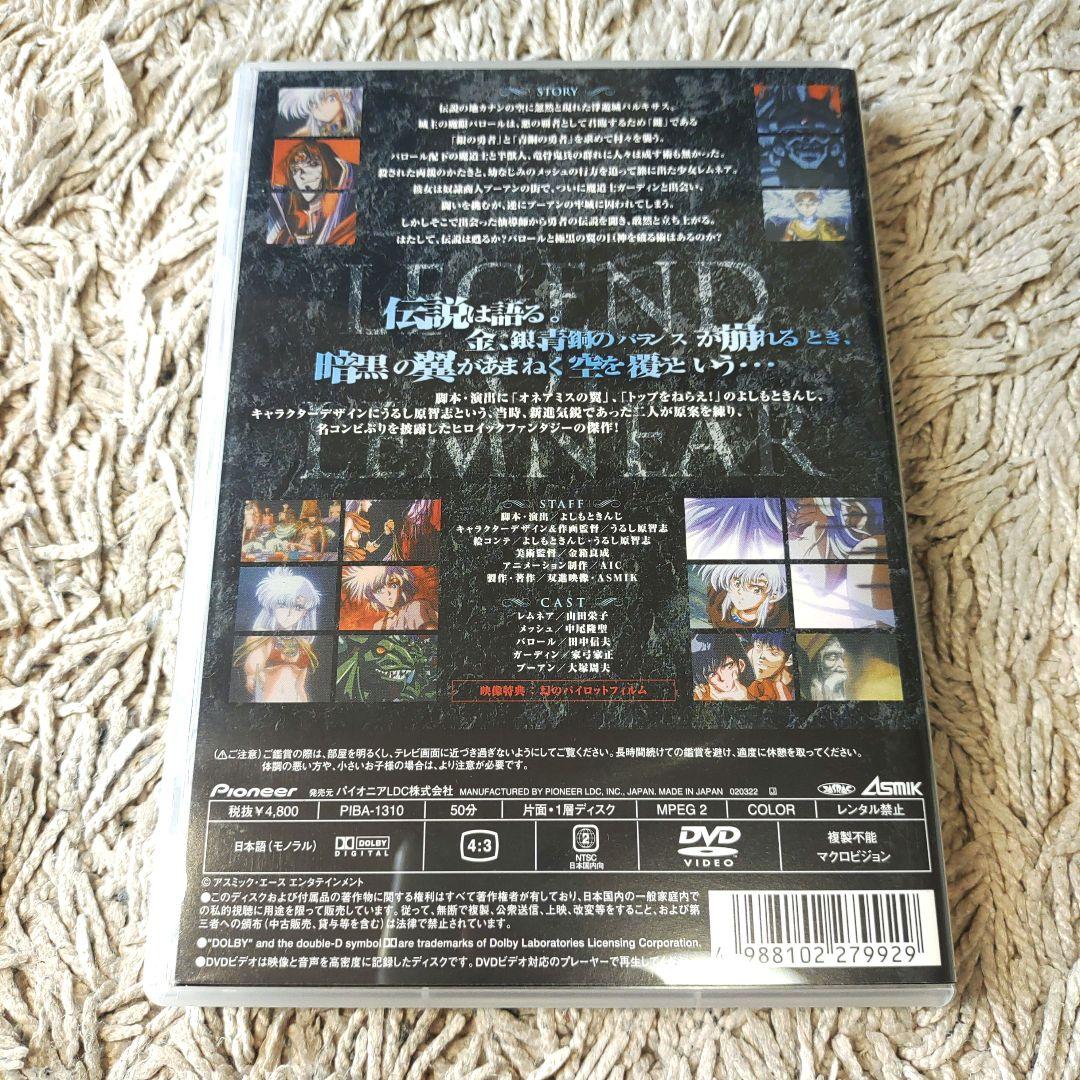 STORY
伝説の地カナンの空に忽然と現れた浮遊城バルキサス。
城主の魔眼バロールは、悪の覇者として君臨するため「鍵」である
「銀の勇者」と「青銅の勇者」を求めて村々を襲う。
バロール配下の魔道士と半獣人、竜骨鬼兵の群れに人々は成す術も無かった。
殺された両親のかたきと、幼なじみのメッシュの行方を追って旅に出た少女レムネア。
彼女は奴隷商人ブーアンの街で、ついに魔道士ガーディンと出会い、
闘いを挑むが、逆にブーアンの牢城に囚われてしまう。
しかしそこで出会った仙導師から勇者の伝説を聞き、敢然と立ち上がる。
はたして、伝説は甦るか?バロールと極黒の翼の巨神を破る術はあるのか?
LEGEND
伝説は語る。
金、銀青銅のバランスが崩れるとき、
暗黒の翼があまねく空を覆うという・・・
脚本・演出に「オネアミスの翼」、「トップをねらえ!」のよしもときんじ、
キャラクターデザインにうるし原智志という、当時、新進気鋭であった二人が原案を練り、
名コンビぶりを披露したヒロイックファンタジーの傑作!
LEMNEAR
STAFF
脚本・演出/よしもときんじ
キャラクターデザイン&作画監督/うるし原智志
絵コンテ/よしもときんじ・うるし原智志
美術監督/金箱良成
アニメーション制作/AIC
製作・著作/双進映像・ASMIK
CAST
レムネア/山田栄子
メッシュ/中尾隆聖
バロール/田中信夫
ガーディン/家弓家正
ブーアン/大塚周夫
映像特典:幻のパイロットフィルム
(⚠ご注意)ご鑑賞の際は、部屋を明るくし、テレビ画面に近づき過ぎないようにしてご覧ください。長時間続けての鑑賞を避け、適度に休憩を取ってください。
体調の悪い方や、小さいお子様の場合は、より注意が必要です。
Pioneer 発売元 パイオニアLDC株式会社 MANUFACTURED BY PIONEER LDC, INC., JAPAN. MADE IN JAPAN 020322 J JASRAC ASMIK
税抜¥4,800 PIBA-1310 50分 片面・1層ディスク MPEG 2 COLOR レンタル禁止
日本語(モノラル) DOLBY DIGITAL 4:3 2 NTSC 日本国内向 DVD VIDEO 複製不能 マクロビジョン
© アスミック・エース エンタテインメント
●このディスクおよび付属品の著作物に関する権利はすべて著作権者が有しており、日本国内の一般家庭内で
の私的視聴に用途を限って販売しています。従って、無断で複製、公衆送信、上映、改変等をすること、および第
三者への頒布(中古販売、貸与等を含む)は法律で禁止されています。
●"DOLBY" and the double-D symbol are trademarks of Dolby Laboratories Licensing Corporation.
●DVDビデオは映像と音声を高密度に記録したディスクです。DVDビデオ対応のプレーヤーで再生してください。
4 988102 279929